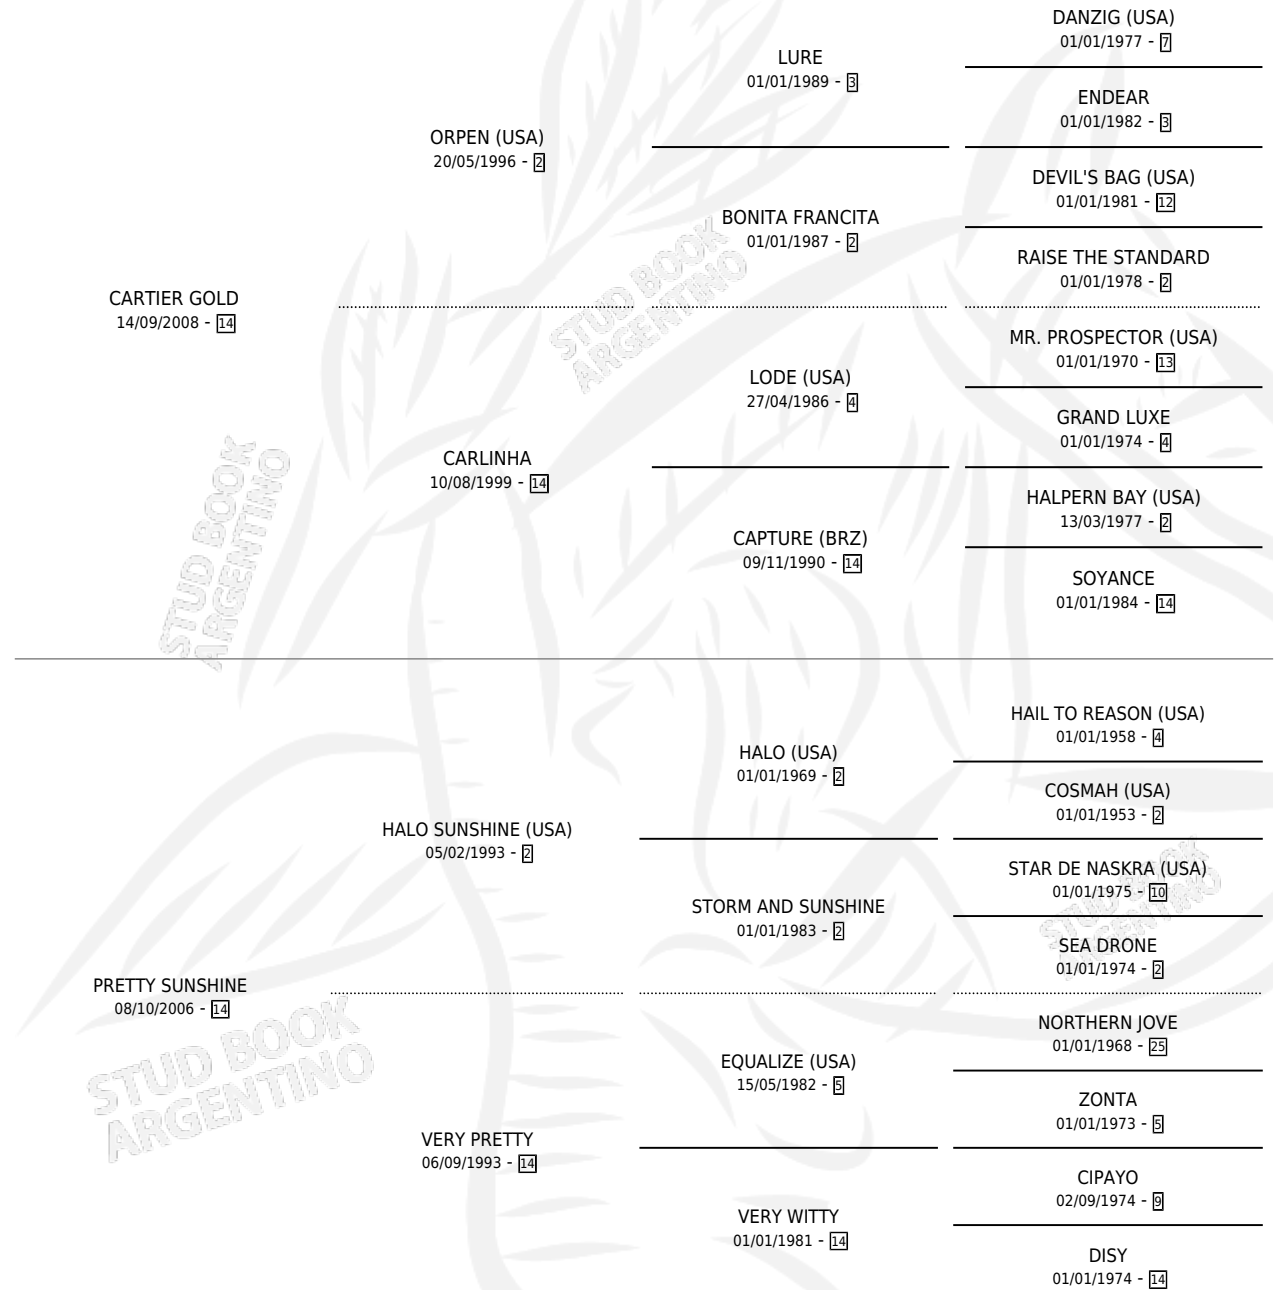 DANZIG (USA)
01/01/1977 - 7
LURE
01/01/1989 - 3
ENDEAR
01/01/1982 - 3
ORPEN (USA)
20/05/1996 - 2
DEVIL'S BAG (USA)
01/01/1981 - 12
BONITA FRANCITA
01/01/1987 - 2
RAISE THE STANDARD
01/01/1978 - 2
CARTIER GOLD
14/09/2008 - 14
MR. PROSPECTOR (USA)
01/01/1970 - 13
LODE (USA)
27/04/1986 - 4
GRAND LUXE
01/01/1974 - 4
CARLINHA
10/08/1999 - 14
HALPERN BAY (USA)
13/03/1977 - 2
CAPTURE (BRZ)
09/11/1990 - 14
SOYANCE
01/01/1984 - 14
HAIL TO REASON (USA)
01/01/1958 - 4
HALO (USA)
01/01/1969 - 2
COSMAH (USA)
01/01/1953 - 2
HALO SUNSHINE (USA)
05/02/1993 - 2
STAR DE NASKRA (USA)
01/01/1975 - 10
STORM AND SUNSHINE
01/01/1983 - 2
SEA DRONE
01/01/1974 - 2
PRETTY SUNSHINE
08/10/2006 - 14
NORTHERN JOVE
01/01/1968 - 25
EQUALIZE (USA)
15/05/1982 - 5
ZONTA
01/01/1973 - 5
VERY PRETTY
06/09/1993 - 14
CIPAYO
02/09/1974 - 9
VERY WITTY
01/01/1981 - 14
DISY
01/01/1974 - 14
STUD BOOK
ARGENTINO
STUD BOOK
ARGENTINO
STUD BOOK
ARGENTINO
STUD BOOK
ARGENTINO